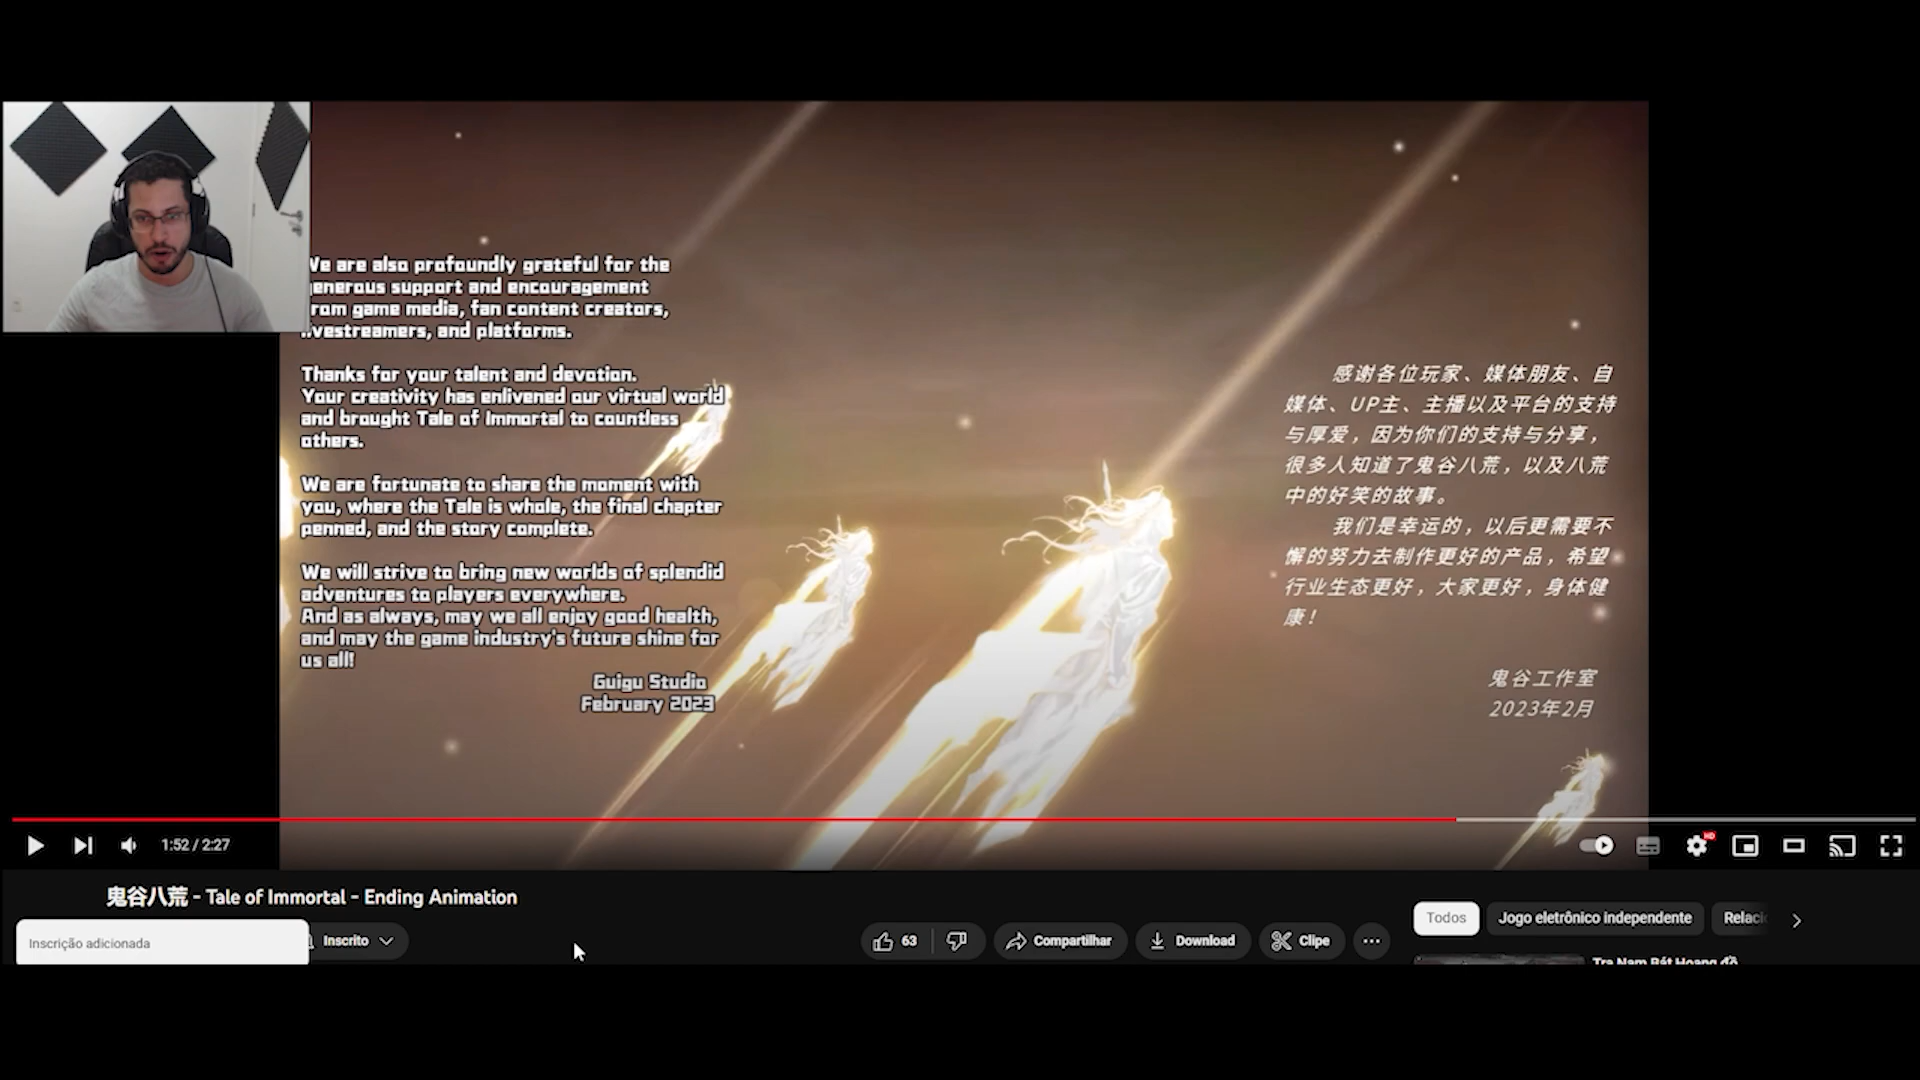 We are also profoundly grateful for the
generous support and encouragement
from game media, fan content creators,
livestreamers, and platforms.
Thanks for your talent and devotion.
Your creativity has enlivened our virtual world
and brought Tale of Immortal to countless
others.
We are fortunate to share the moment with
you, where the Tale is whole, the final chapter
penned, and the story complete.
We will strive to bring new worlds of splendid
adventures to players everywhere.
And as always, may we all enjoy good health,
and may the game industry's future shine for
us all!
Guigu Studio
February 2023
感谢各位玩家、媒体朋友、自
媒体、UP主、主播以及平台的支持
与厚爱，因为你们的支持与分享，
很多人知道了鬼谷八荒，以及八荒
中的好笑的故事。
我们是幸运的，以后更需要不
懈的努力去制作更好的产品，希望
行业生态更好，大家更好，身体健
康！
鬼谷工作室
2023年2月
1:52 / 2:27
HD
鬼谷八荒 - Tale of Immortal - Ending Animation
Inscrição adicionada
Inscrito
63
Compartilhar
Download
Clipe
Todos
Jogo eletrônico independente
Relaci
Tra Nam Bát Hoang đồ